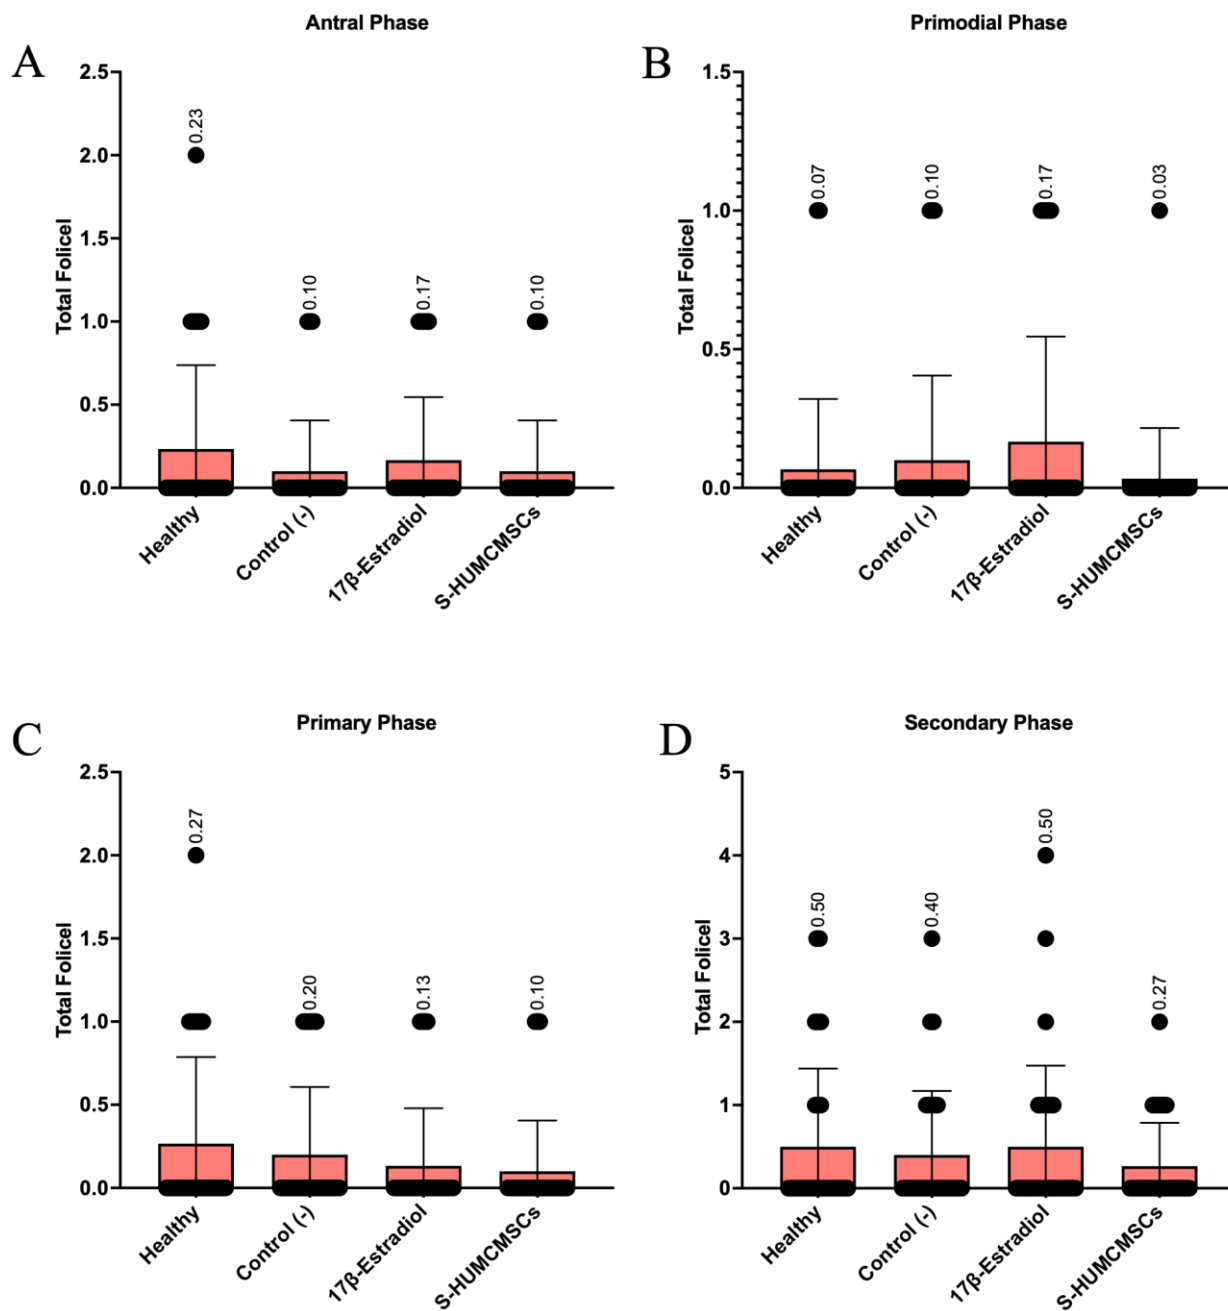 Antral Phase
A
Total Folicel
2.5
2.0
1.5
1.0
0.5
0.0
0.23
0.10
0.17
0.10
Healthy
Control (-)
17β-Estradiol
S-HUMCMSCs
Primodial Phase
B
Total Folicel
1.5
1.0
0.5
0.0
0.07
0.10
0.17
0.03
Healthy
Control (-)
17β-Estradiol
S-HUMCMSCs
Primary Phase
C
Total Folicel
2.5
2.0
1.5
1.0
0.5
0.0
0.27
0.20
0.13
0.10
Healthy
Control (-)
17β-Estradiol
S-HUMCMSCs
Secondary Phase
D
Total Folicel
5
4
3
2
1
0
0.50
0.40
0.50
0.27
Healthy
Control (-)
17β-Estradiol
S-HUMCMSCs